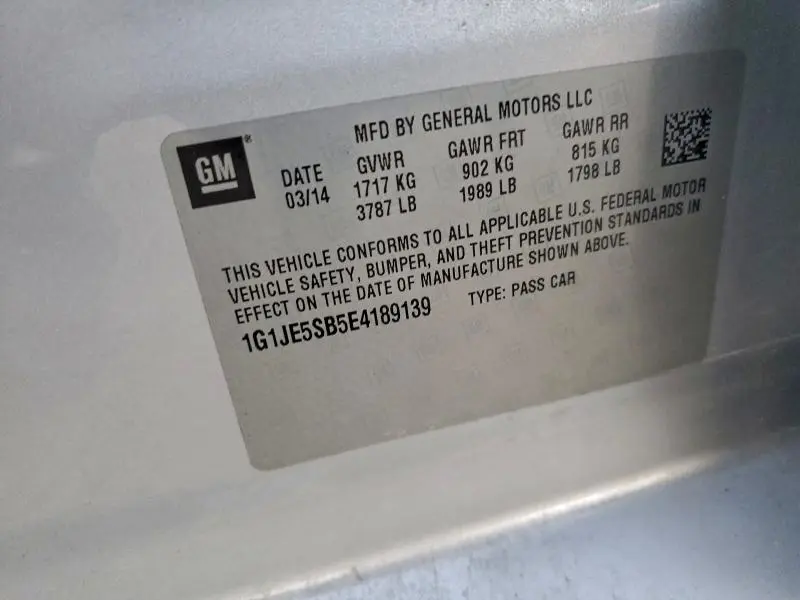 MFD BY GENERAL MOTORS LLC
GM®
DATE GVWR GAWR FRT GAWR RR
03/14 1717 KG 902 KG 815 KG
3787 LB 1989 LB 1798 LB
THIS VEHICLE CONFORMS TO ALL APPLICABLE U.S. FEDERAL MOTOR
VEHICLE SAFETY, BUMPER, AND THEFT PREVENTION STANDARDS IN
EFFECT ON THE DATE OF MANUFACTURE SHOWN ABOVE.
1G1JE5SB5E4189139 TYPE: PASS CAR